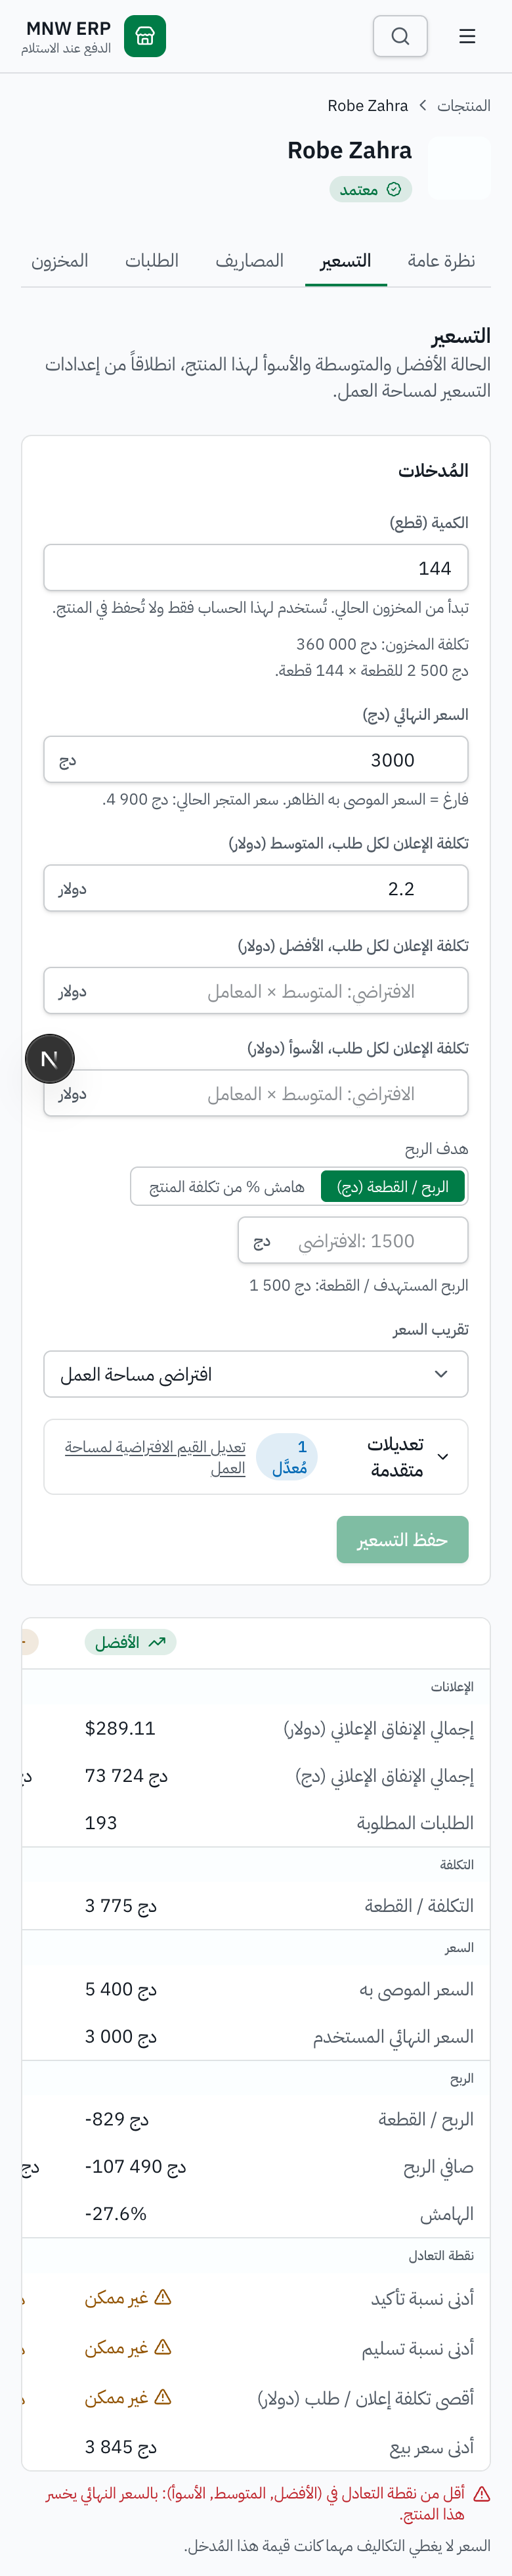 MNW ERP
الدفع عند الاستلام
المنتجات
Robe Zahra
Robe Zahra
معتمد
نظرة عامة
التسعير
المصاريف
الطلبات
المخزون
التسعير
الحالة الأفضل والمتوسطة والأسوأ لهذا المنتج، انطلاقاً من إعدادات
التسعير لمساحة العمل.
المُدخلات
الكمية (قطع)
144
تبدأ من المخزون الحالي. تُستخدم لهذا الحساب فقط ولا تُحفظ في المنتج.
تكلفة المخزون: دج 000 360
دج 500 2 للقطعة × 144 قطعة.
السعر النهائي (دج)
3000
دج
فارغ = السعر الموصى به الظاهر. سعر المتجر الحالي: دج 900 4.
تكلفة الإعلان لكل طلب، المتوسط (دولار)
2.2
دولار
تكلفة الإعلان لكل طلب، الأفضل (دولار)
الافتراضي: المتوسط × المعامل
دولار
تكلفة الإعلان لكل طلب، الأسوأ (دولار)
الافتراضي: المتوسط × المعامل
دولار
هدف الربح
الربح / القطعة (دج)
هامش % من تكلفة المنتج
1500 :الافتراضي
دج
الربح المستهدف / القطعة: دج 500 1
تقريب السعر
افتراضي مساحة العمل
تعديلات
متقدمة
1
مُعدَّل
تعديل القيم الافتراضية لمساحة
العمل
حفظ التسعير
الأفضل
الإعلانات
إجمالي الإنفاق الإعلاني (دولار)
$289.11
إجمالي الإنفاق الإعلاني (دج)
73 724 دج
الطلبات المطلوبة
193
التكلفة
التكلفة / القطعة
3 775 دج
السعر
السعر الموصى به
5 400 دج
السعر النهائي المستخدم
3 000 دج
الربح
الربح / القطعة
-829 دج
صافي الربح
-107 490 دج
الهامش
-27.6%
نقطة التعادل
أدنى نسبة تأكيد
غير ممكن
أدنى نسبة تسليم
غير ممكن
أقصى تكلفة إعلان / طلب (دولار)
غير ممكن
أدنى سعر بيع
3 845 دج
أقل من نقطة التعادل في (الأفضل, المتوسط, الأسوأ): بالسعر النهائي يخسر
هذا المنتج.
السعر لا يغطي التكاليف مهما كانت قيمة هذا المُدخل.